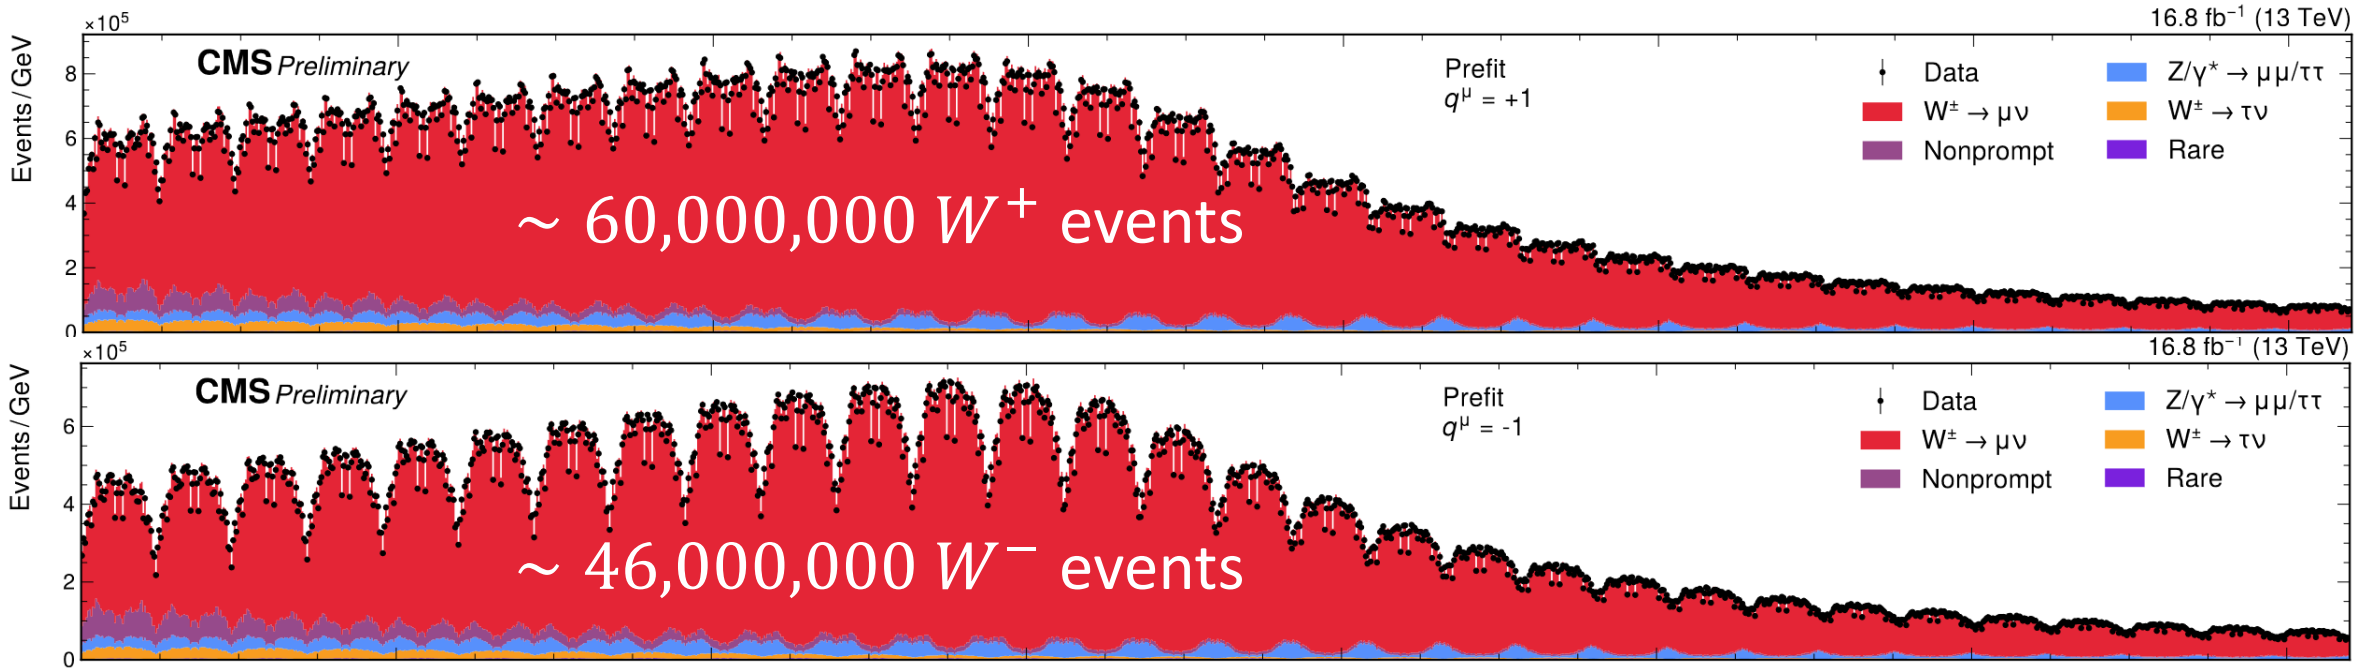 ×10⁵
16.8 fb⁻¹ (13 TeV)
Events / GeV
CMS Preliminary
Prefit
qᵘ = +1
Data
Z/γ* → μμ/ττ
W± → μν
W± → τν
Nonprompt
Rare
8
6
4
2
0
~ 60,000,000 W⁺ events
×10⁵
16.8 fb⁻¹ (13 TeV)
Events / GeV
CMS Preliminary
Prefit
qᵘ = -1
Data
Z/γ* → μμ/ττ
W± → μν
W± → τν
Nonprompt
Rare
6
4
2
0
~ 46,000,000 W⁻ events